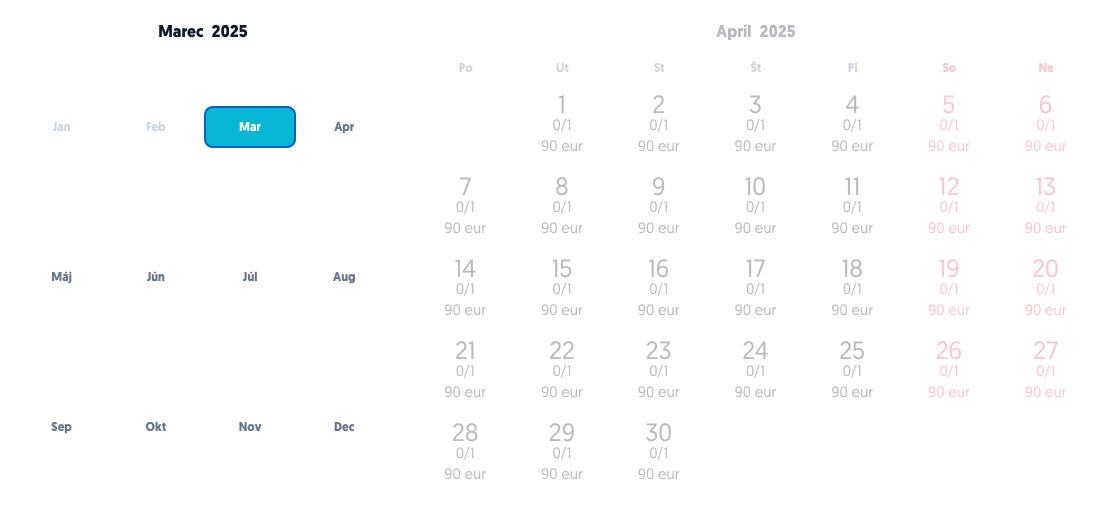 Marec 2025
Jan Feb Mar Apr
Máj Jún Júl Aug
Sep Okt Nov Dec
Apríl 2025
Po Ut St Št Pi So Ne
1 2 3 4 5 6
0/1 0/1 0/1 0/1 0/1 0/1
90 eur 90 eur 90 eur 90 eur 90 eur 90 eur
7 8 9 10 11 12 13
0/1 0/1 0/1 0/1 0/1 0/1 0/1
90 eur 90 eur 90 eur 90 eur 90 eur 90 eur 90 eur
14 15 16 17 18 19 20
0/1 0/1 0/1 0/1 0/1 0/1 0/1
90 eur 90 eur 90 eur 90 eur 90 eur 90 eur 90 eur
21 22 23 24 25 26 27
0/1 0/1 0/1 0/1 0/1 0/1 0/1
90 eur 90 eur 90 eur 90 eur 90 eur 90 eur 90 eur
28 29 30
0/1 0/1 0/1
90 eur 90 eur 90 eur